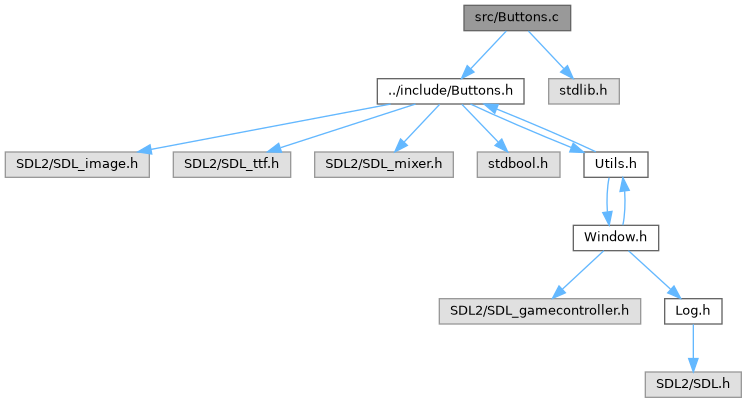 src/Buttons.c
../include/Buttons.h
stdlib.h
SDL2/SDL_image.h
SDL2/SDL_ttf.h
SDL2/SDL_mixer.h
stdbool.h
Utils.h
Window.h
SDL2/SDL_gamecontroller.h
Log.h
SDL2/SDL.h